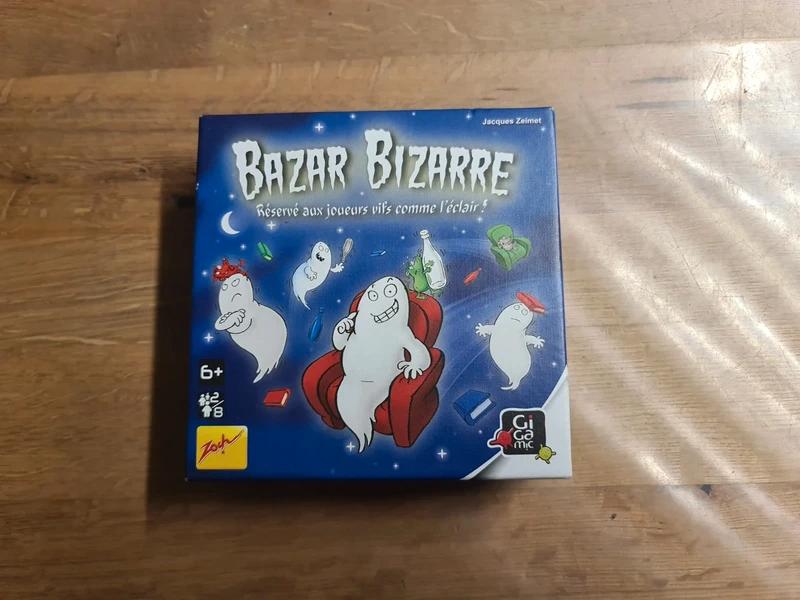 Jacques Zeimet
BAZAR BIZARRE
Réservé aux joueurs vifs comme l'éclair !
6+
2/8
Zoch
GiGamic